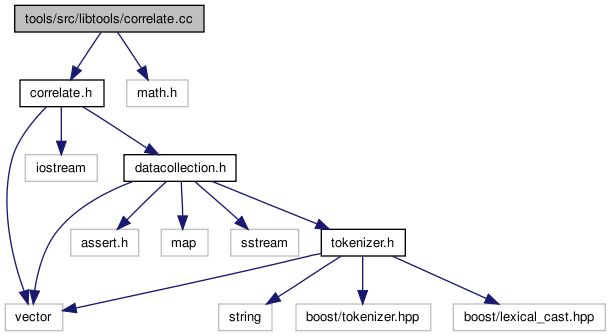 tools/src/libtools/correlate.cc
correlate.h
math.h
iostream
datacollection.h
assert.h
map
sstream
tokenizer.h
vector
string
boost/tokenizer.hpp
boost/lexical_cast.hpp